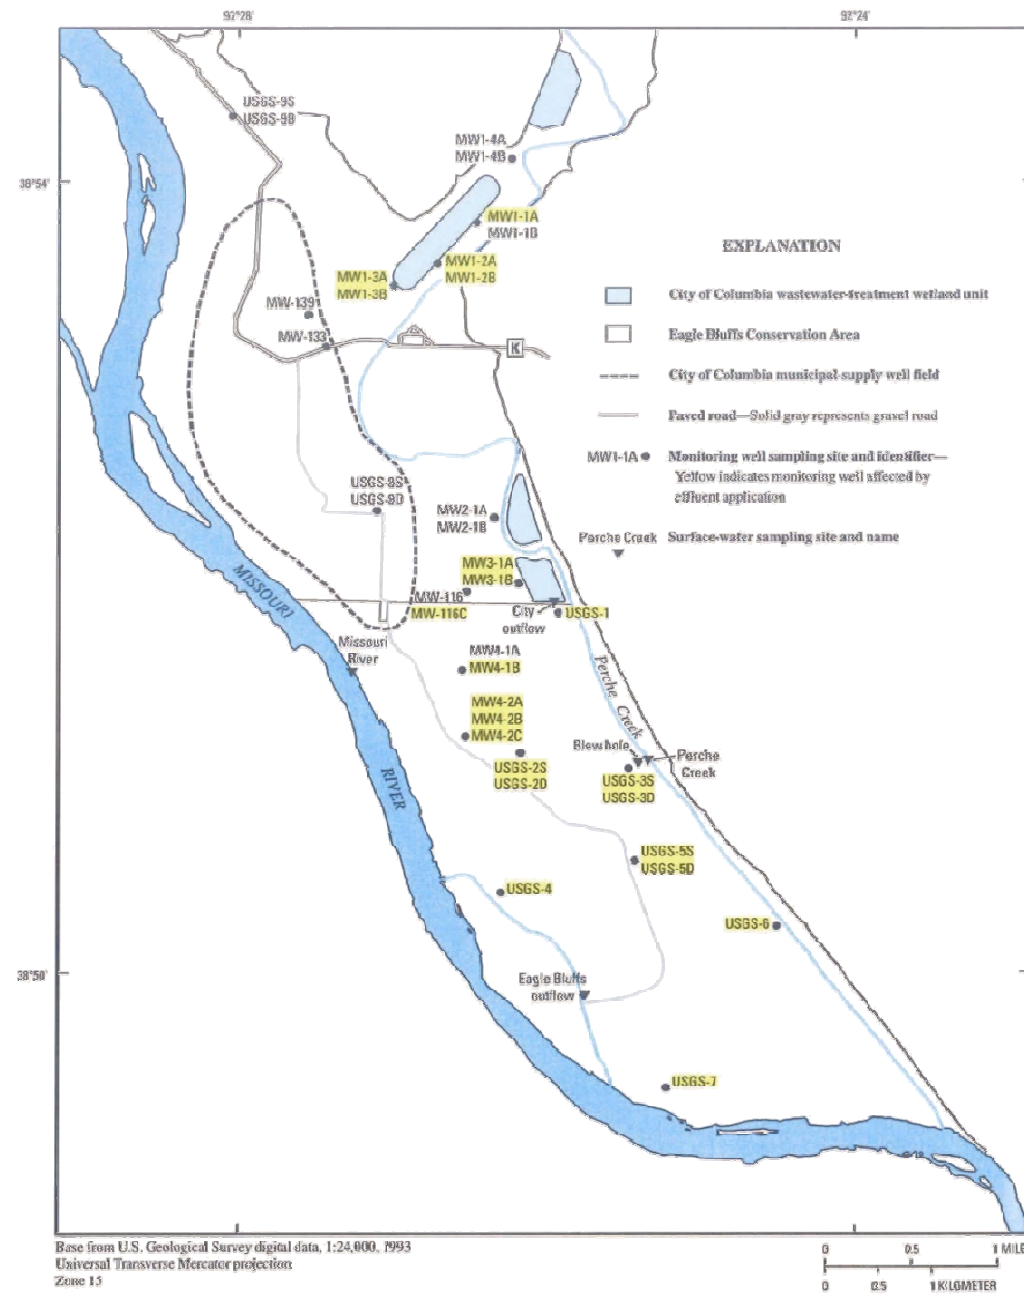 92°28'
92°24'
USGS-9S
USGS-9D
MW1-4A
MW1-4B
38°54'
MW1-1A
MW1-1B
MW1-2A
MW1-2B
MW1-3A
MW1-3B
MW-139
MW-133
K
EXPLANATION
City of Columbia wastewater-treatment wetland unit
Eagle Bluffs Conservation Area
City of Columbia municipal-supply well field
Paved road—Solid gray represents gravel road
MW1-1A Monitoring well sampling site and identifier—
Yellow indicates monitoring well affected by
effluent application
Perche Creek Surface-water sampling site and name
USGS-8S
USGS-8D
MW2-1A
MW2-1B
MW3-1A
MW3-1B
MW-116
MW-116C
City
outflow
USGS-1
MISSOURI
Missouri
River
MW4-1A
MW4-1B
Perche Creek
MW4-2A
MW4-2B
MW4-2C
USGS-2S
USGS-2D
Blow hole
Perche
Creek
USGS-3S
USGS-3D
RIVER
USGS-5S
USGS-5D
USGS-4
USGS-6
38°50'
Eagle Bluffs
outflow
USGS-7
Base from U.S. Geological Survey digital data, 1:24,000, 1993
Universal Transverse Mercator projection
Zone 15
0 0.5 1 MILE
0 0.5 1 KILOMETER